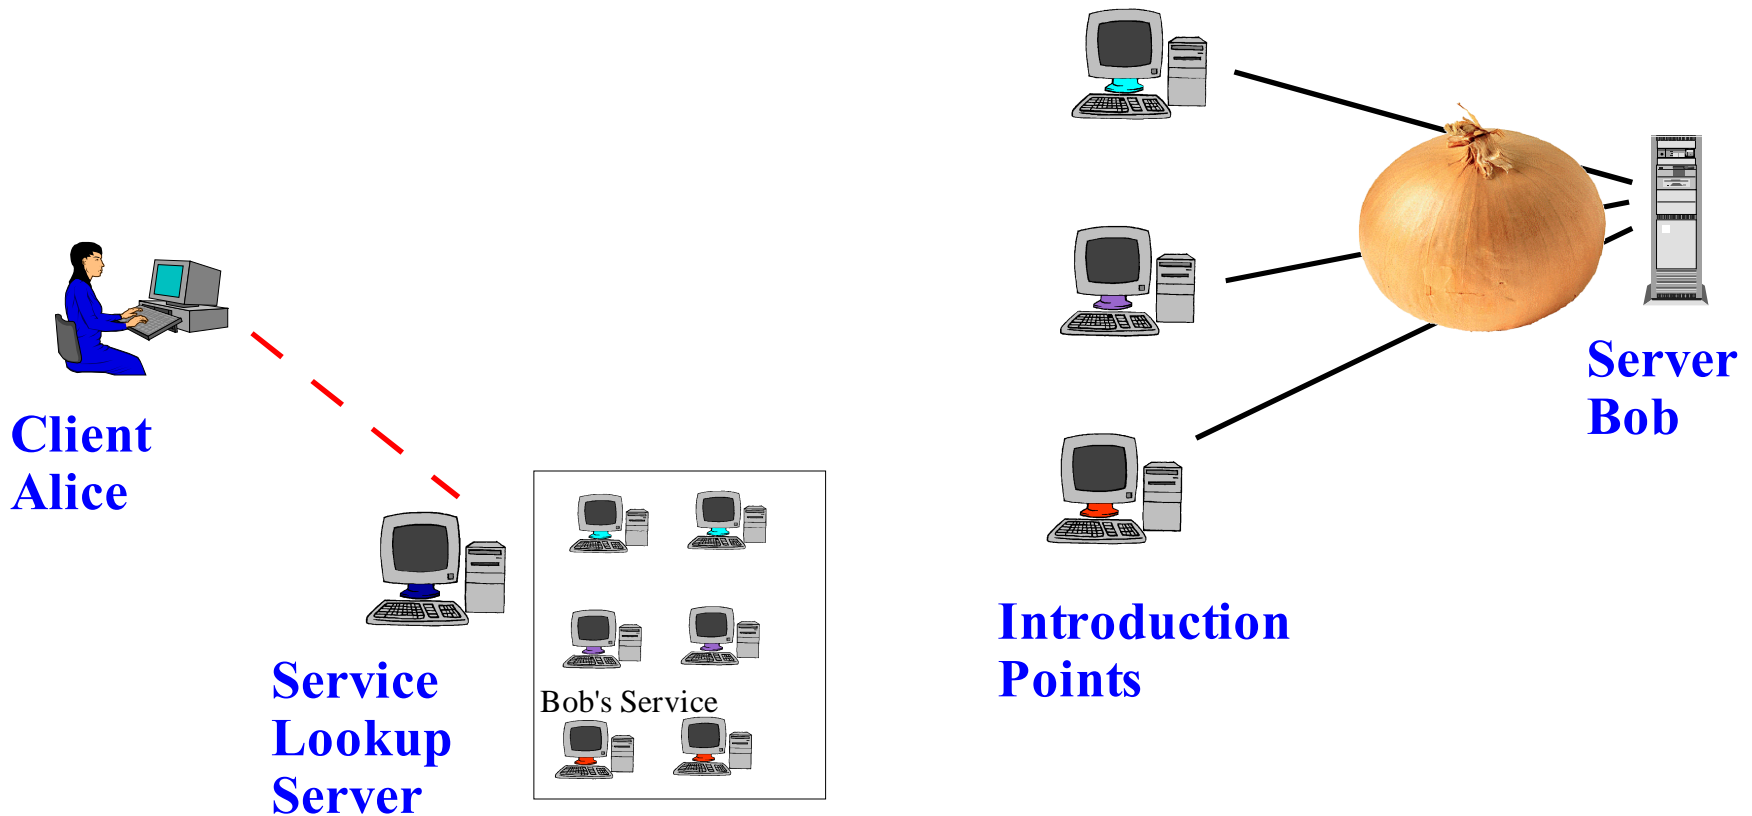 Client
Alice
Service
Lookup
Server
Bob's Service
Introduction
Points
Server
Bob